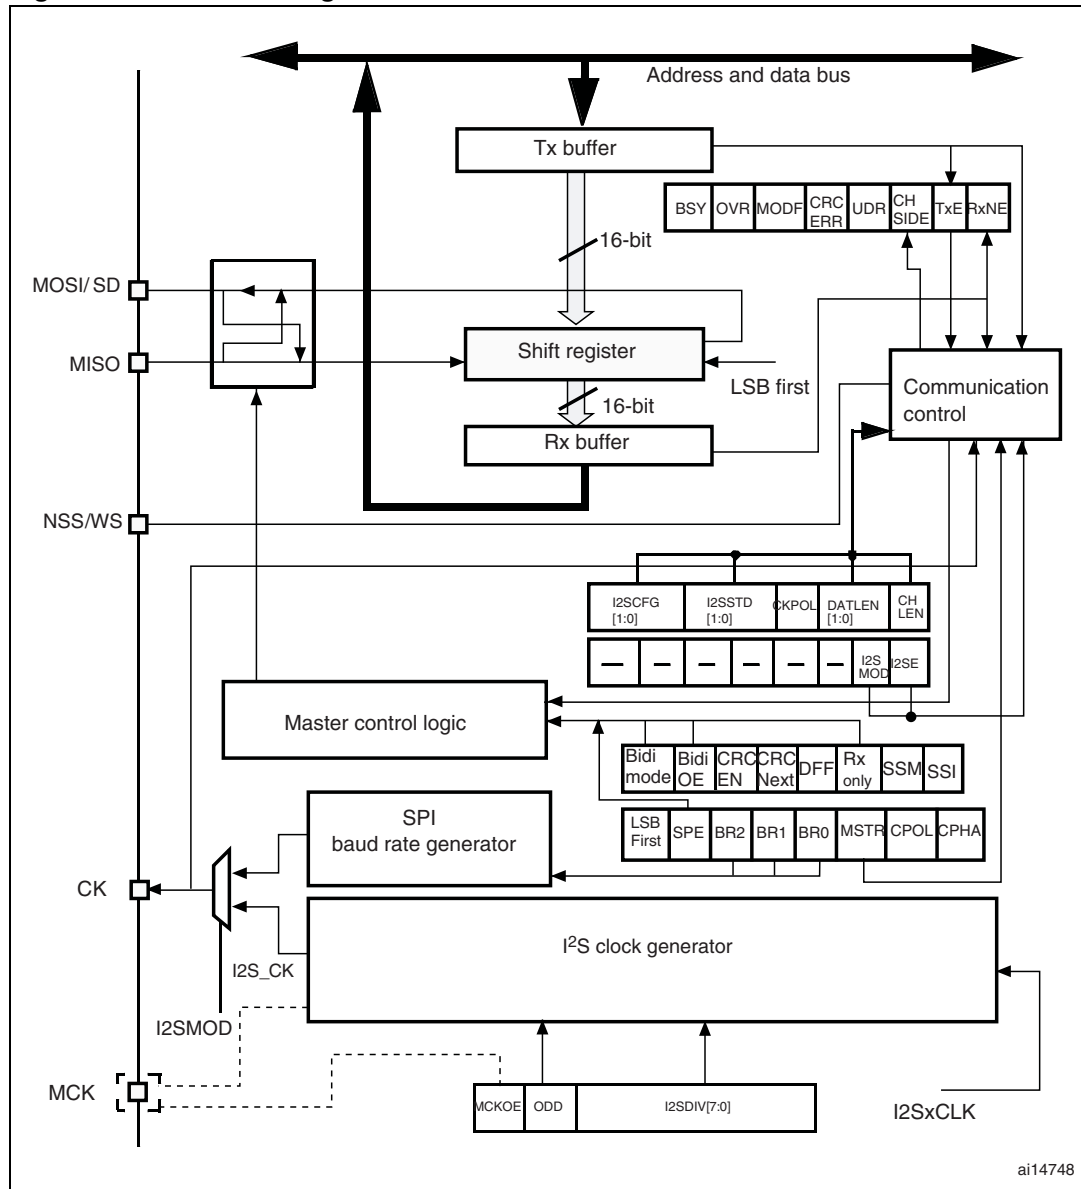 Address and data bus
Tx buffer
BSY OVR MODF CRC ERR UDR CH SIDE TxE RxNE
16-bit
MOSI/ SD
Shift register
MISO
LSB first
Communication
control
16-bit
Rx buffer
NSS/WS
I2SCFG [1:0] I2SSTD [1:0] CKPOL DATLEN [1:0] CH LEN
I2S MOD I2SE
Master control logic
Bidi mode Bidi OE CRC EN CRC Next DFF Rx only SSM SSI
LSB First SPE BR2 BR1 BR0 MSTR CPOL CPHA
SPI
baud rate generator
CK
I2S clock generator
I2S_CK
I2SMOD
MCK
MCKOE ODD I2SDIV[7:0]
I2SxCLK
ai14748